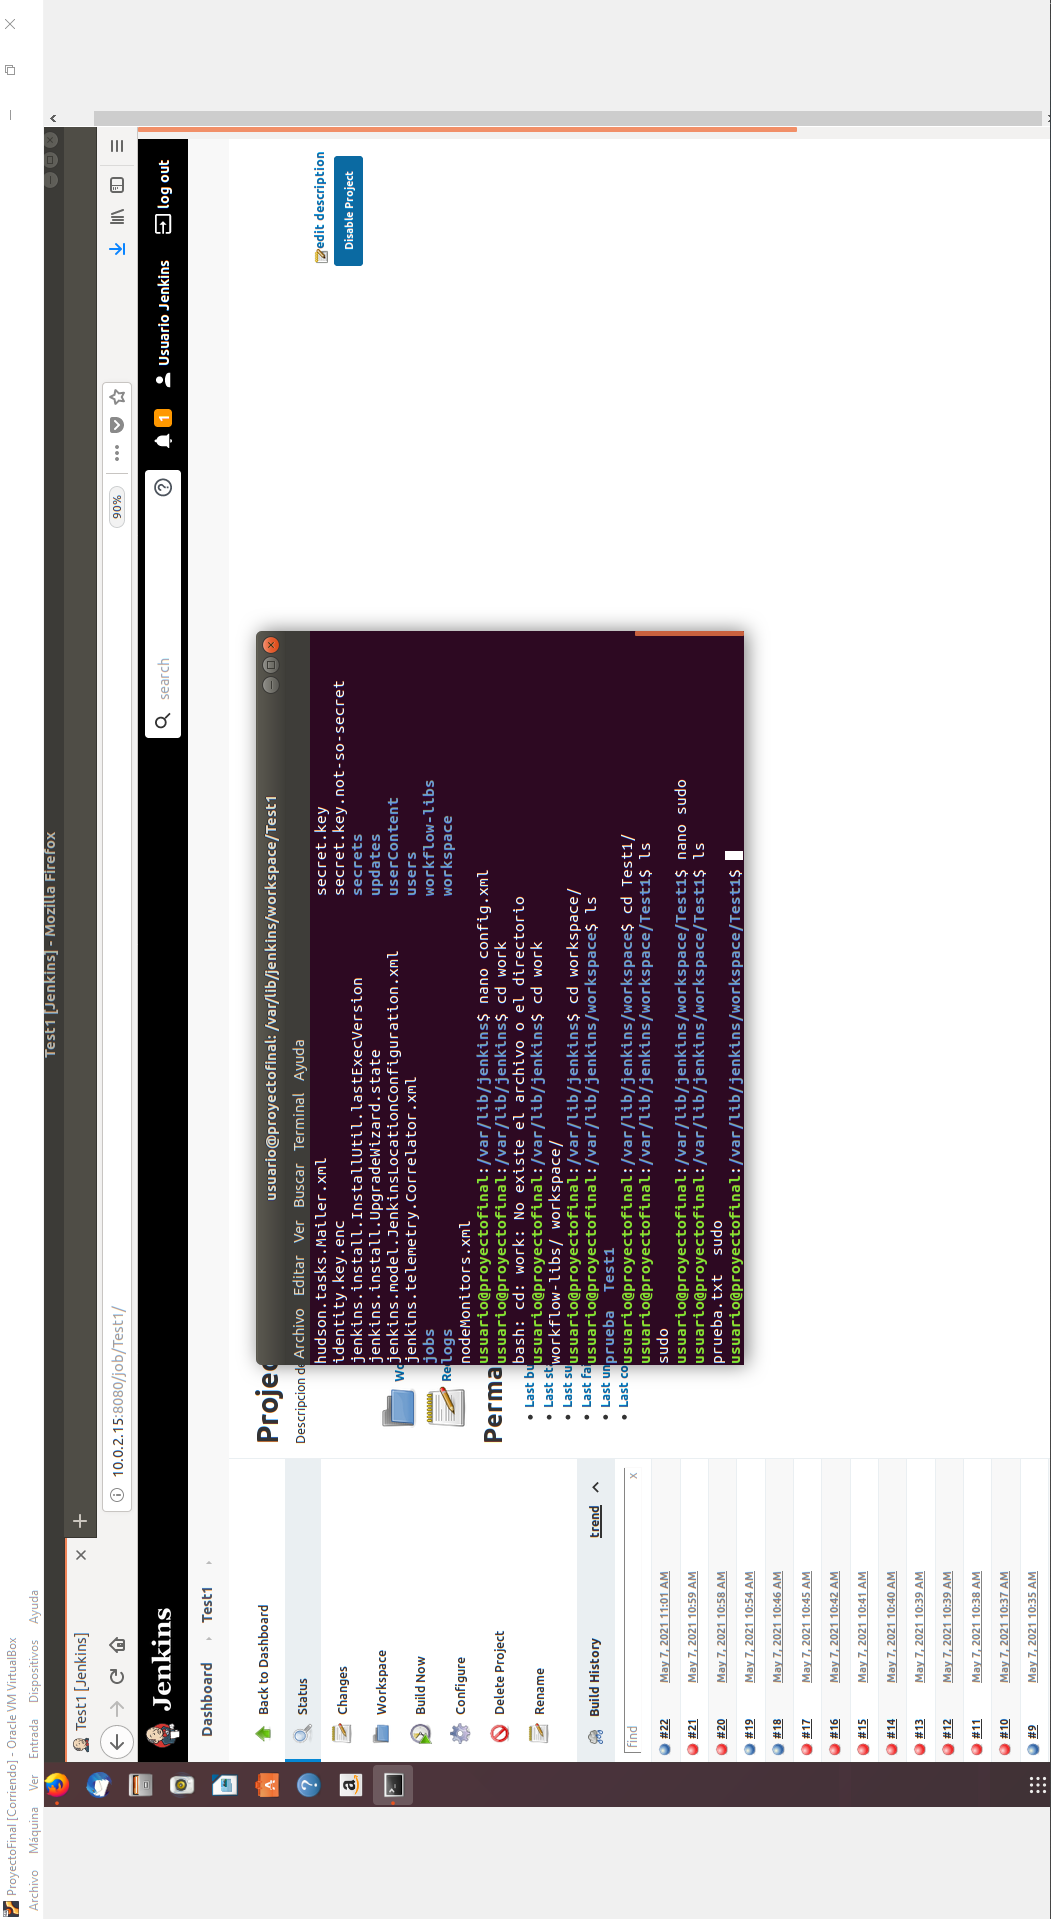 ProyectoFinal [Corriendo] - Oracle VM VirtualBox
Archivo Máquina Ver Entrada Dispositivos Ayuda
Test1 [Jenkins] - Mozilla Firefox
Test1 [Jenkins]
10.0.2.15:8080/job/Test1/
90%
Jenkins
search
1
Usuario Jenkins
log out
Dashboard
Test1
Back to Dashboard
Status
Changes
Workspace
Build Now
Configure
Delete Project
Rename
Build History
trend
find
x
#22 May 7, 2021 11:01 AM
#21 May 7, 2021 10:59 AM
#20 May 7, 2021 10:58 AM
#19 May 7, 2021 10:54 AM
#18 May 7, 2021 10:46 AM
#17 May 7, 2021 10:45 AM
#16 May 7, 2021 10:42 AM
#15 May 7, 2021 10:41 AM
#14 May 7, 2021 10:40 AM
#13 May 7, 2021 10:39 AM
#12 May 7, 2021 10:39 AM
#11 May 7, 2021 10:38 AM
#10 May 7, 2021 10:37 AM
#9 May 7, 2021 10:35 AM
Projec
Descripcion de
Wo
Re
Perma
Last bu
Last st
Last su
Last fa
Last un
Last co
edit description
Disable Project
usuario@proyectofinal: /var/lib/jenkins/workspace/Test1
Archivo Editar Ver Buscar Terminal Ayuda
hudson.tasks.Mailer.xml secret.key
identity.key.enc secret.key.not-so-secret
jenkins.install.InstallUtil.lastExecVersion secrets
jenkins.install.UpgradeWizard.state updates
jenkins.model.JenkinsLocationConfiguration.xml userContent
jenkins.telemetry.Correlator.xml users
jobs workflow-libs
logs workspace
nodeMonitors.xml
usuario@proyectofinal:/var/lib/jenkins$ nano config.xml
usuario@proyectofinal:/var/lib/jenkins$ cd work
bash: cd: work: No existe el archivo o el directorio
usuario@proyectofinal:/var/lib/jenkins$ cd work
workflow-libs/ workspace/
usuario@proyectofinal:/var/lib/jenkins$ cd workspace/
usuario@proyectofinal:/var/lib/jenkins/workspace$ ls
prueba Test1
usuario@proyectofinal:/var/lib/jenkins/workspace$ cd Test1/
usuario@proyectofinal:/var/lib/jenkins/workspace/Test1$ ls
sudo
usuario@proyectofinal:/var/lib/jenkins/workspace/Test1$ nano sudo
usuario@proyectofinal:/var/lib/jenkins/workspace/Test1$ ls
prueba.txt sudo
usuario@proyectofinal:/var/lib/jenkins/workspace/Test1$